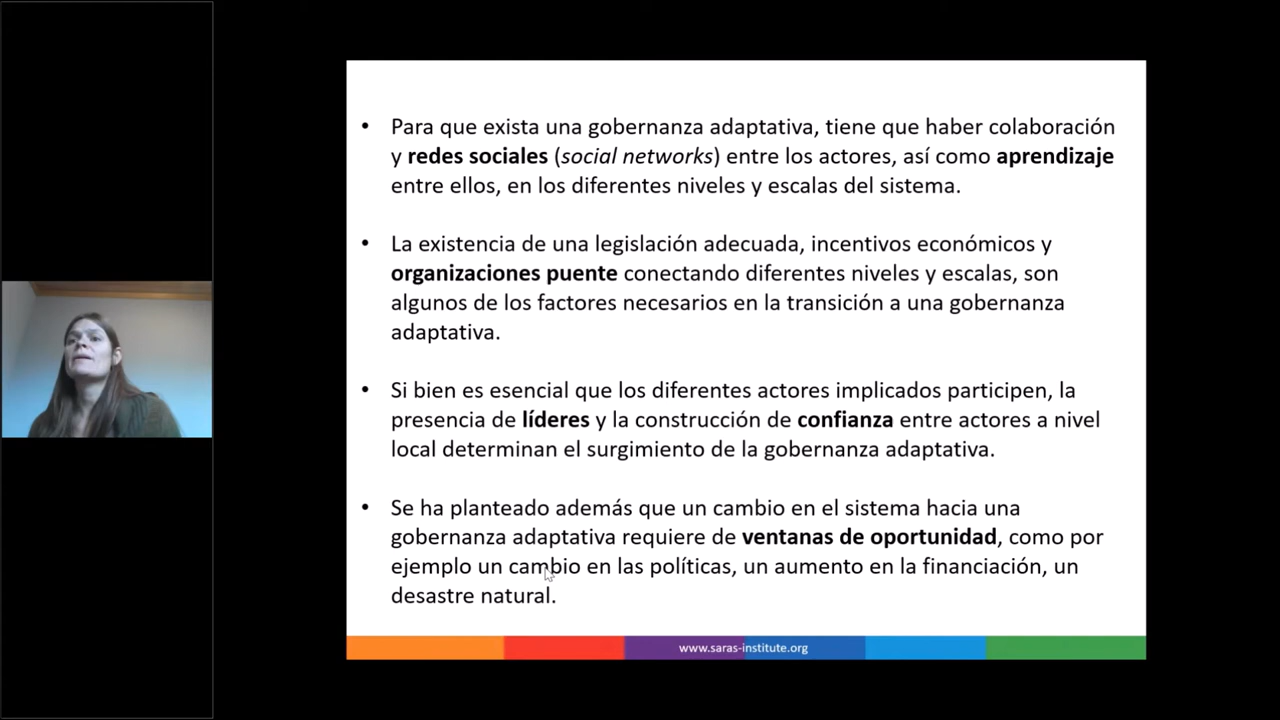 • Para que exista una gobernanza adaptativa, tiene que haber colaboración
y redes sociales (social networks) entre los actores, así como aprendizaje
entre ellos, en los diferentes niveles y escalas del sistema.
• La existencia de una legislación adecuada, incentivos económicos y
organizaciones puente conectando diferentes niveles y escalas, son
algunos de los factores necesarios en la transición a una gobernanza
adaptativa.
• Si bien es esencial que los diferentes actores implicados participen, la
presencia de líderes y la construcción de confianza entre actores a nivel
local determinan el surgimiento de la gobernanza adaptativa.
• Se ha planteado además que un cambio en el sistema hacia una
gobernanza adaptativa requiere de ventanas de oportunidad, como por
ejemplo un cambio en las políticas, un aumento en la financiación, un
desastre natural.
www.saras-institute.org